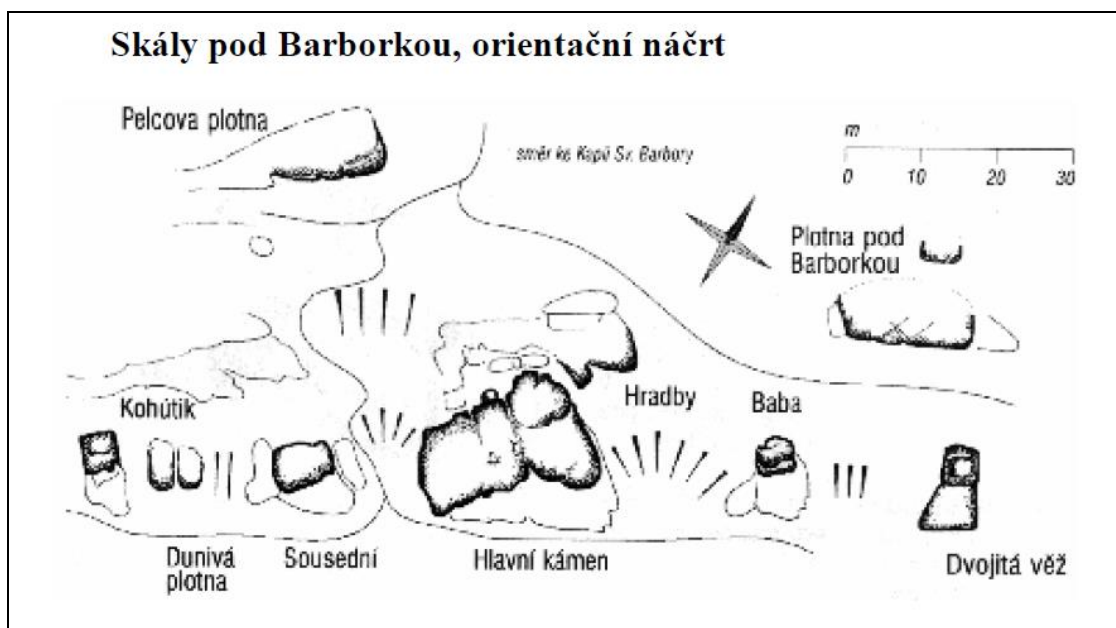 Skály pod Barborkou, orientační náčrt
Pelcova plotna
směr ke Kapli Sv. Barbory
m
0 10 20 30
Plotna pod
Barborkou
Kohútik
Hradby
Baba
Dunivá
plotna
Sousední
Hlavní kámen
Dvojitá věž